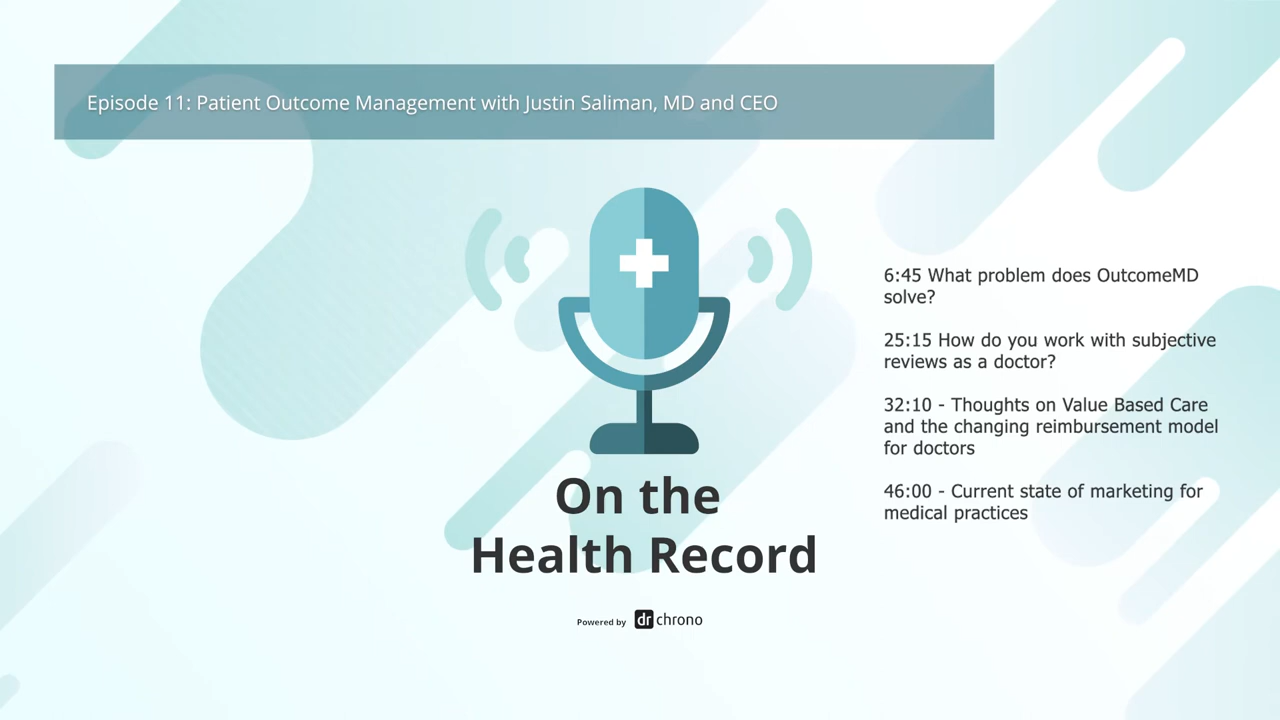 Episode 11: Patient Outcome Management with Justin Saliman, MD and CEO
6:45 What problem does OutcomeMD
solve?
25:15 How do you work with subjective
reviews as a doctor?
32:10 - Thoughts on Value Based Care
and the changing reimbursement model
for doctors
46:00 - Current state of marketing for
medical practices
On the
Health Record
Powered by dr chrono